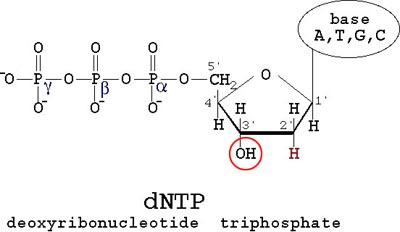 base
A,T,G,C
O O O
⁻O P O P O P O CH2 O
γ β α
5'
O⁻ O⁻ O⁻
4' H H 1'
H 3' 2' H
OH H
dNTP
deoxyribonucleotide triphosphate